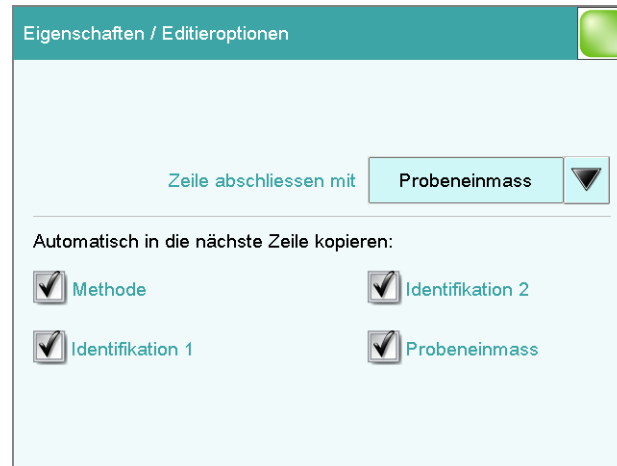 Eigenschaften / Editieroptionen
Zeile abschliessen mit Probeneinmass
Automatisch in die nächste Zeile kopieren:
Methode Identifikation 2
Identifikation 1 Probeneinmass